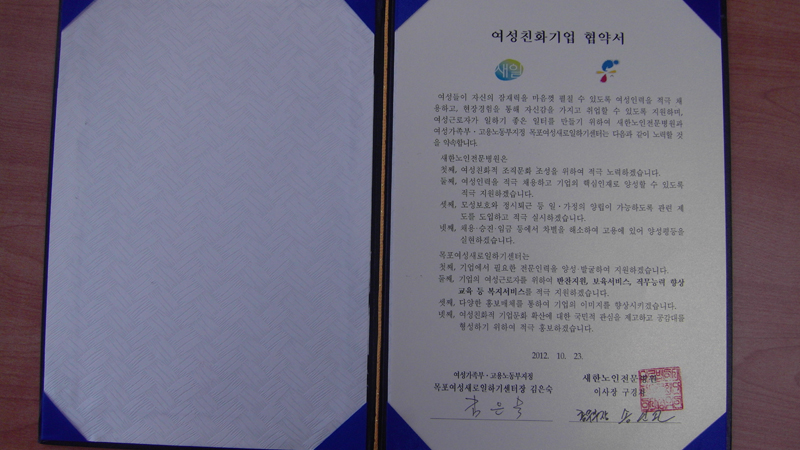 여성친화기업 협약서
새일
여성들이 자신의 잠재력을 마음껏 펼칠 수 있도록 여성인력을 적극 채
용하고, 현장경험을 통해 자신감을 가지고 취업할 수 있도록 지원하며,
여성근로자가 일하기 좋은 일터를 만들기 위하여 새한노인전문병원과
여성가족부·고용노동부지정 목포여성새로일하기센터는 다음과 같이 노력할 것
을 약속합니다.
새한노인전문병원은
첫째, 여성친화적 조직문화 조성을 위하여 적극 노력하겠습니다.
둘째, 여성인력을 적극 채용하고 기업의 핵심인재로 양성할 수 있도록
적극 지원하겠습니다.
셋째, 모성보호와 정시퇴근 등 일·가정의 양립이 가능하도록 관련 제
도를 도입하고 적극 실시하겠습니다.
넷째, 채용·승진·임금 등에서 차별을 해소하여 고용에 있어 양성평등을
실현하겠습니다.
목포여성새로일하기센터는
첫째, 기업에서 필요한 전문인력을 양성 발굴하여 지원하겠습니다.
둘째, 기업의 여성근로자를 위하여 반찬지원, 보육서비스, 직무능력 향상
교육 등 복지서비스를 적극 지원하겠습니다.
셋째, 다양한 홍보매체를 통하여 기업의 이미지를 향상시키겠습니다.
넷째, 여성친화적 기업문화 확산에 대한 국민적 관심을 제고하고 공감대를
형성하기 위하여 적극 홍보하겠습니다.
2012. 10. 23.
여성가족부·고용노동부지정
목포여성새로일하기센터장 김은숙
김은숙
새한노인전문병원
이사장 구경완